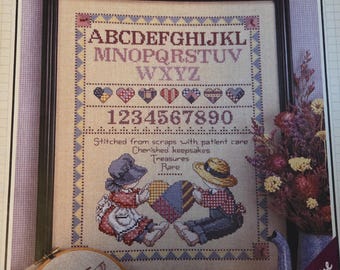 ABCDEFGHIJKL
MNOPQRSTUV
WXYZ
1234567890
Stitched from scraps with patient care
Cherished keepsakes
Treasures
Rare